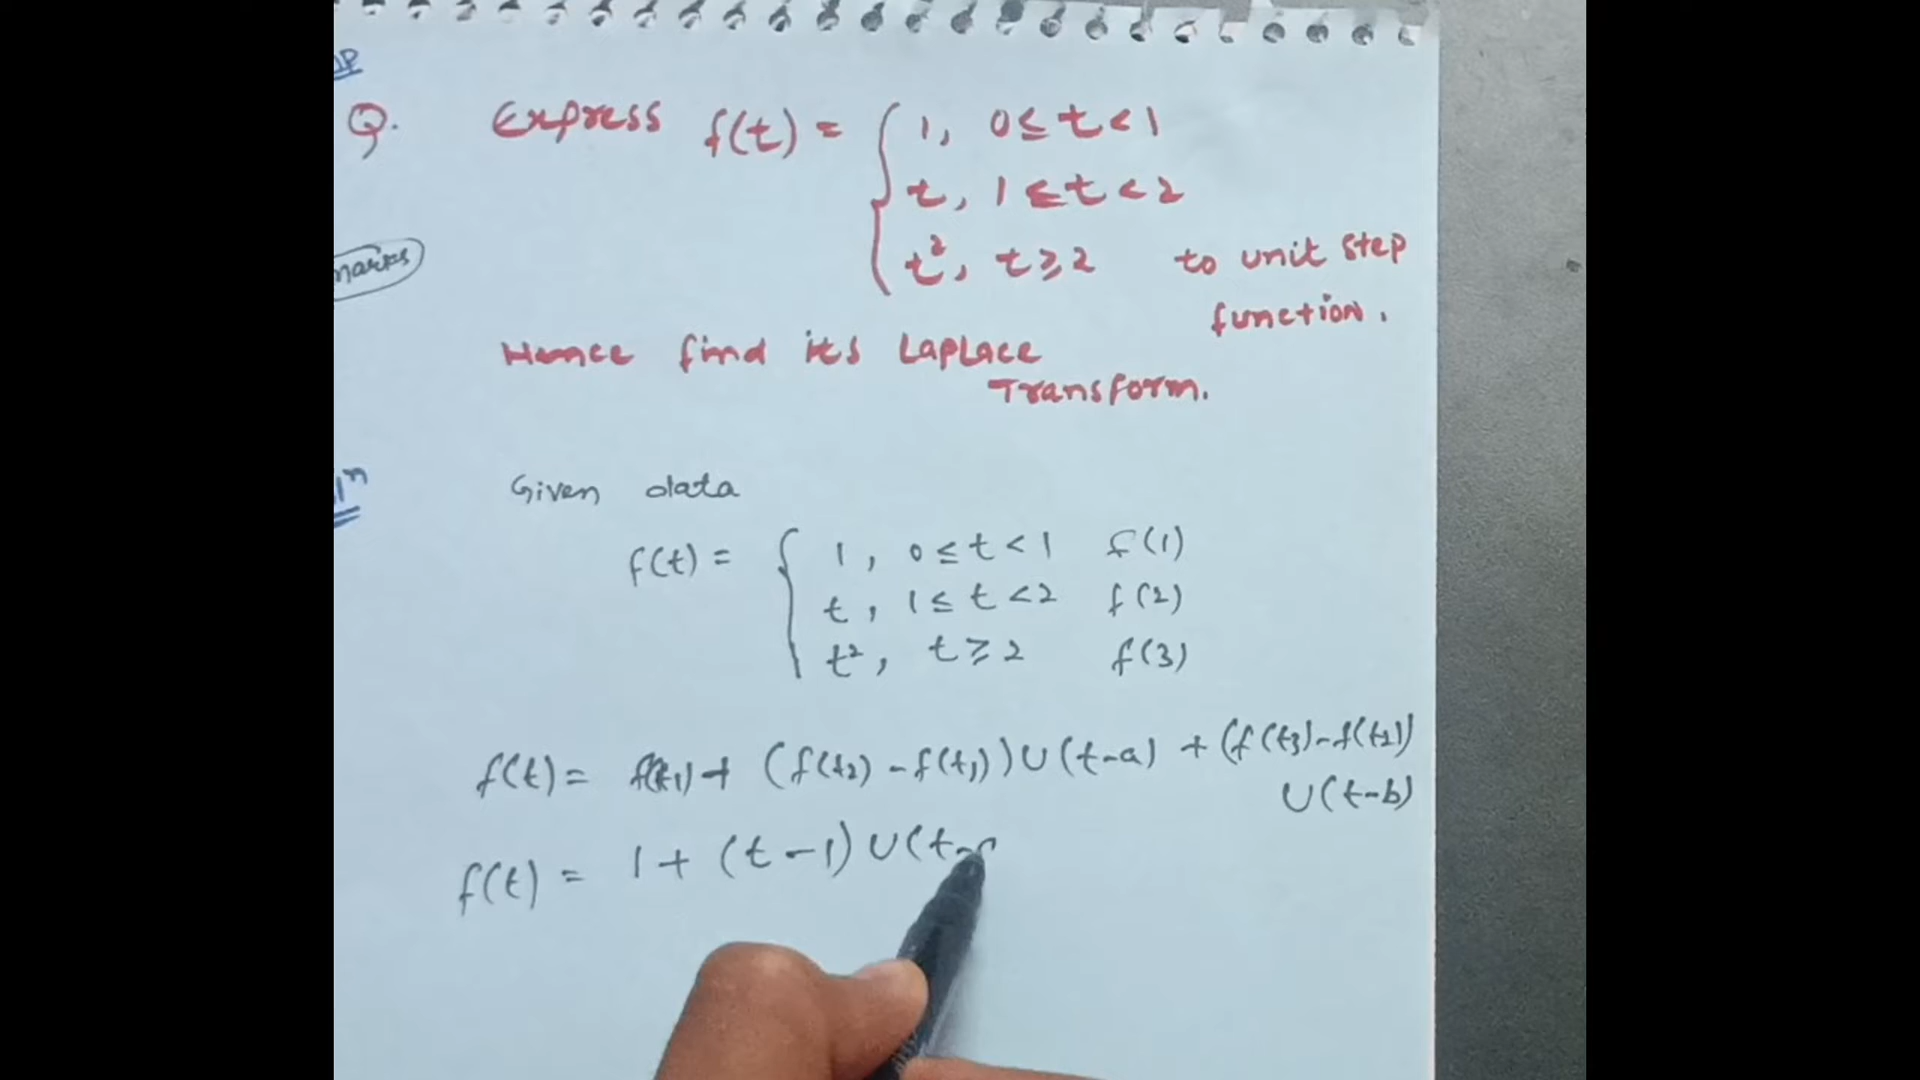 Q. Express f(t) = { 1, 0 ≤ t < 1
t, 1 ≤ t < 2
t², t ≥ 2 to unit step
function.
Hence find its Laplace
Transform.
Given data
f(t) = { 1, 0 ≤ t < 1 f(1)
t, 1 ≤ t < 2 f(2)
t², t ≥ 2 f(3)
f(t) = f(t₁) + (f(t₂) - f(t₁)) U(t-a) + (f(t₃) - f(t₂))
U(t-b)
f(t) = 1 + (t-1) U(t-